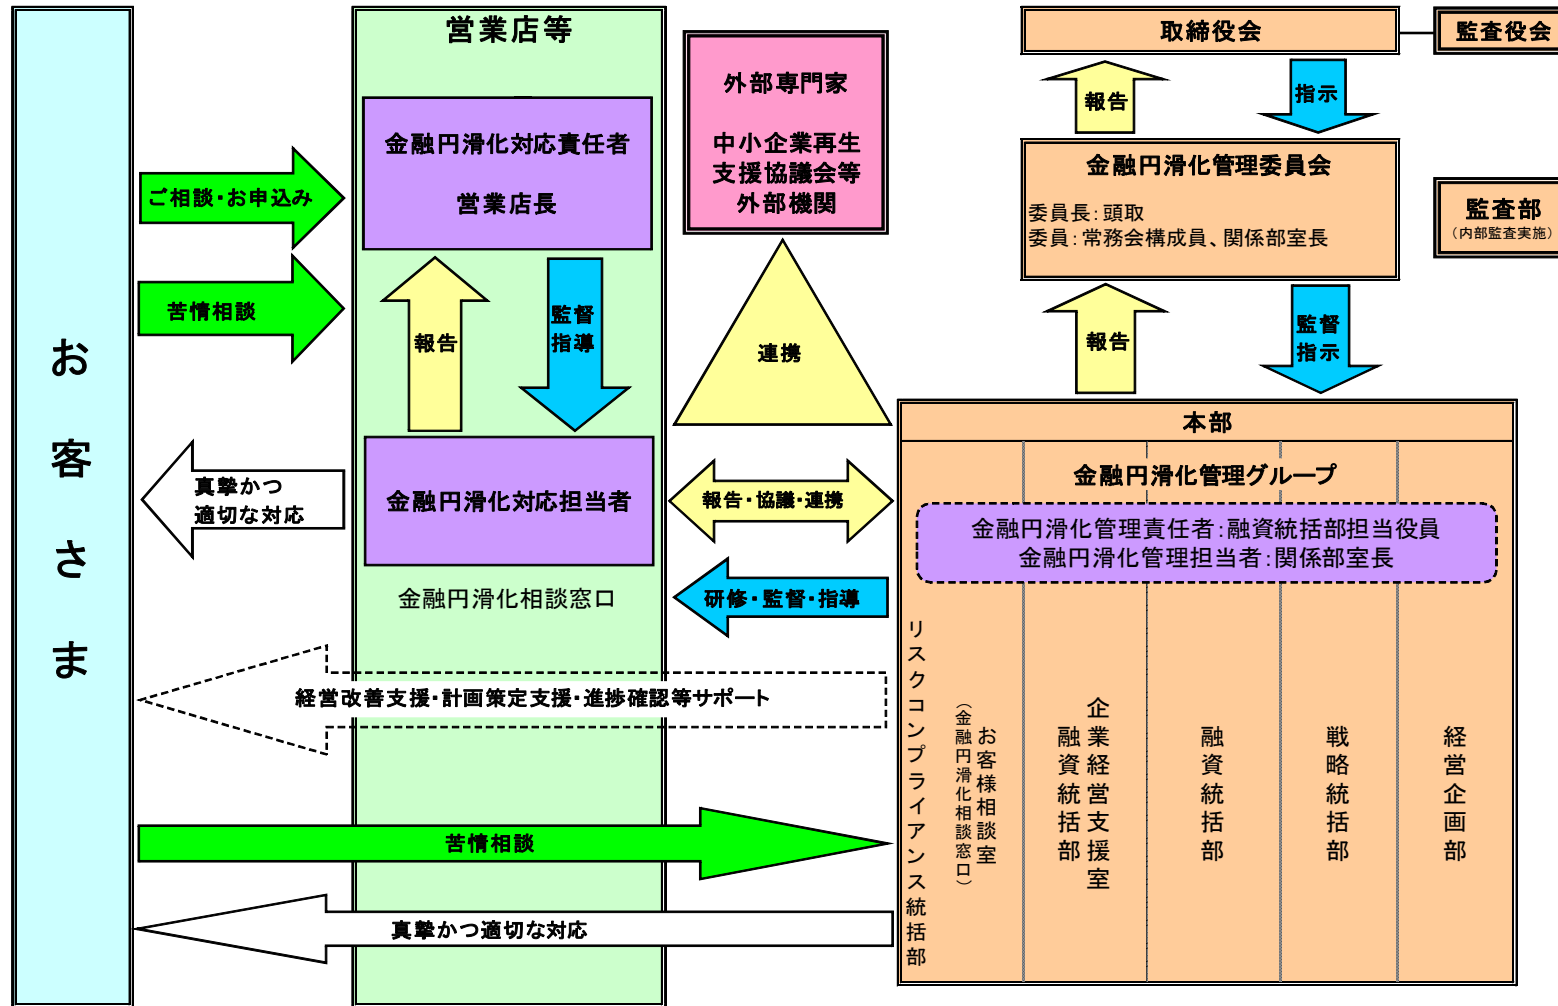 お客さま
ご相談・お申込み
苦情相談
真摯かつ
適切な対応
営業店等
金融円滑化対応責任者
営業店長
報告
監督
指導
金融円滑化対応担当者
金融円滑化相談窓口
外部専門家
中小企業再生
支援協議会等
外部機関
連携
報告・協議・連携
研修・監督・指導
経営改善支援・計画策定支援・進捗確認等サポート
苦情相談
真摯かつ適切な対応
取締役会
監査役会
報告
指示
金融円滑化管理委員会
委員長：頭取
委員：常務会構成員、関係部室長
監査部
（内部監査実施）
報告
監督
指示
本部
金融円滑化管理グループ
金融円滑化管理責任者：融資統括部担当役員
金融円滑化管理担当者：関係部室長
リスクコンプライアンス統括部
お客様相談室
（金融円滑化相談窓口）
融資統括部
企業経営支援室
融資統括部
戦略統括部
経営企画部